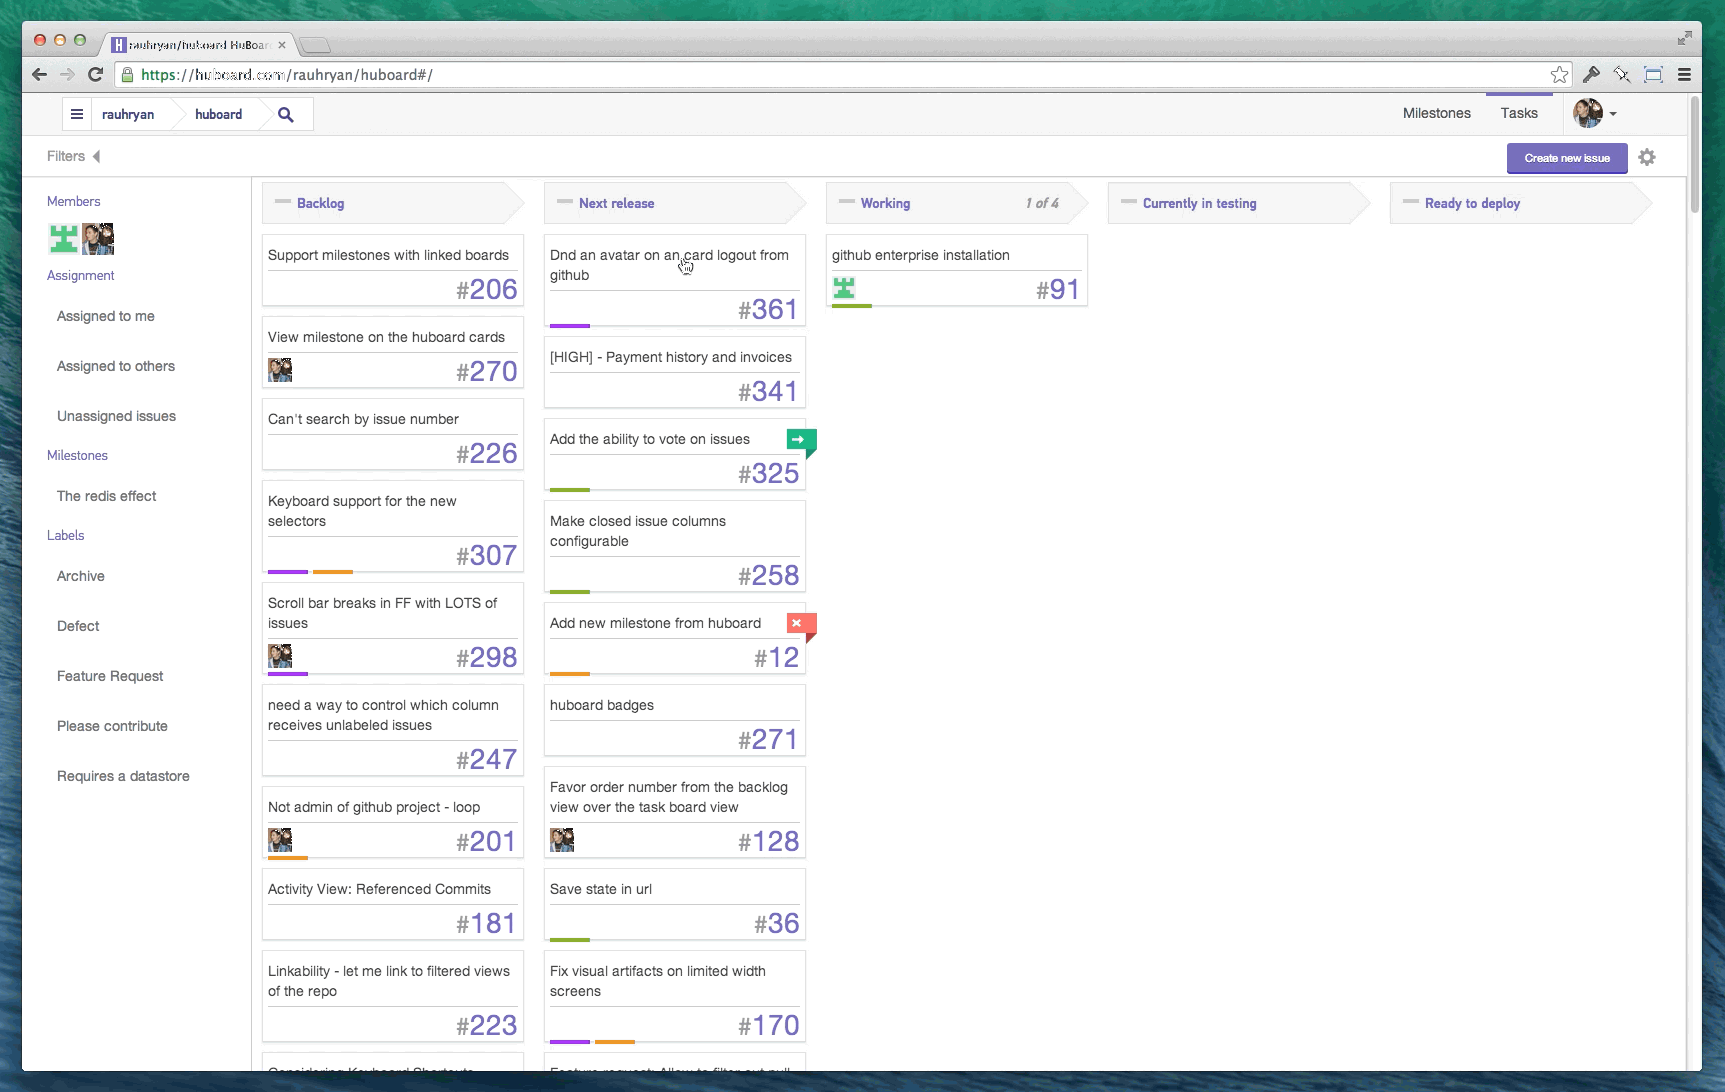 rauhryan/huboard HuBoar
https://huboard.com/rauhryan/huboard#/
rauhryan
huboard
Milestones
Tasks
Filters
Create new issue
Members
Assignment
Assigned to me
Assigned to others
Unassigned issues
Milestones
The redis effect
Labels
Archive
Defect
Feature Request
Please contribute
Requires a datastore
Backlog
Support milestones with linked boards
#206
View milestone on the huboard cards
#270
Can't search by issue number
#226
Keyboard support for the new
selectors
#307
Scroll bar breaks in FF with LOTS of
issues
#298
need a way to control which column
receives unlabeled issues
#247
Not admin of github project - loop
#201
Activity View: Referenced Commits
#181
Linkability - let me link to filtered views
of the repo
#223
Considering Keyboard Shortcuts
Next release
Dnd an avatar on an card logout from
github
#361
[HIGH] - Payment history and invoices
#341
Add the ability to vote on issues
#325
Make closed issue columns
configurable
#258
Add new milestone from huboard
#12
huboard badges
#271
Favor order number from the backlog
view over the task board view
#128
Save state in url
#36
Fix visual artifacts on limited width
screens
#170
Feature request: Allow to filter out pull
Working
1 of 4
github enterprise installation
#91
Currently in testing
Ready to deploy